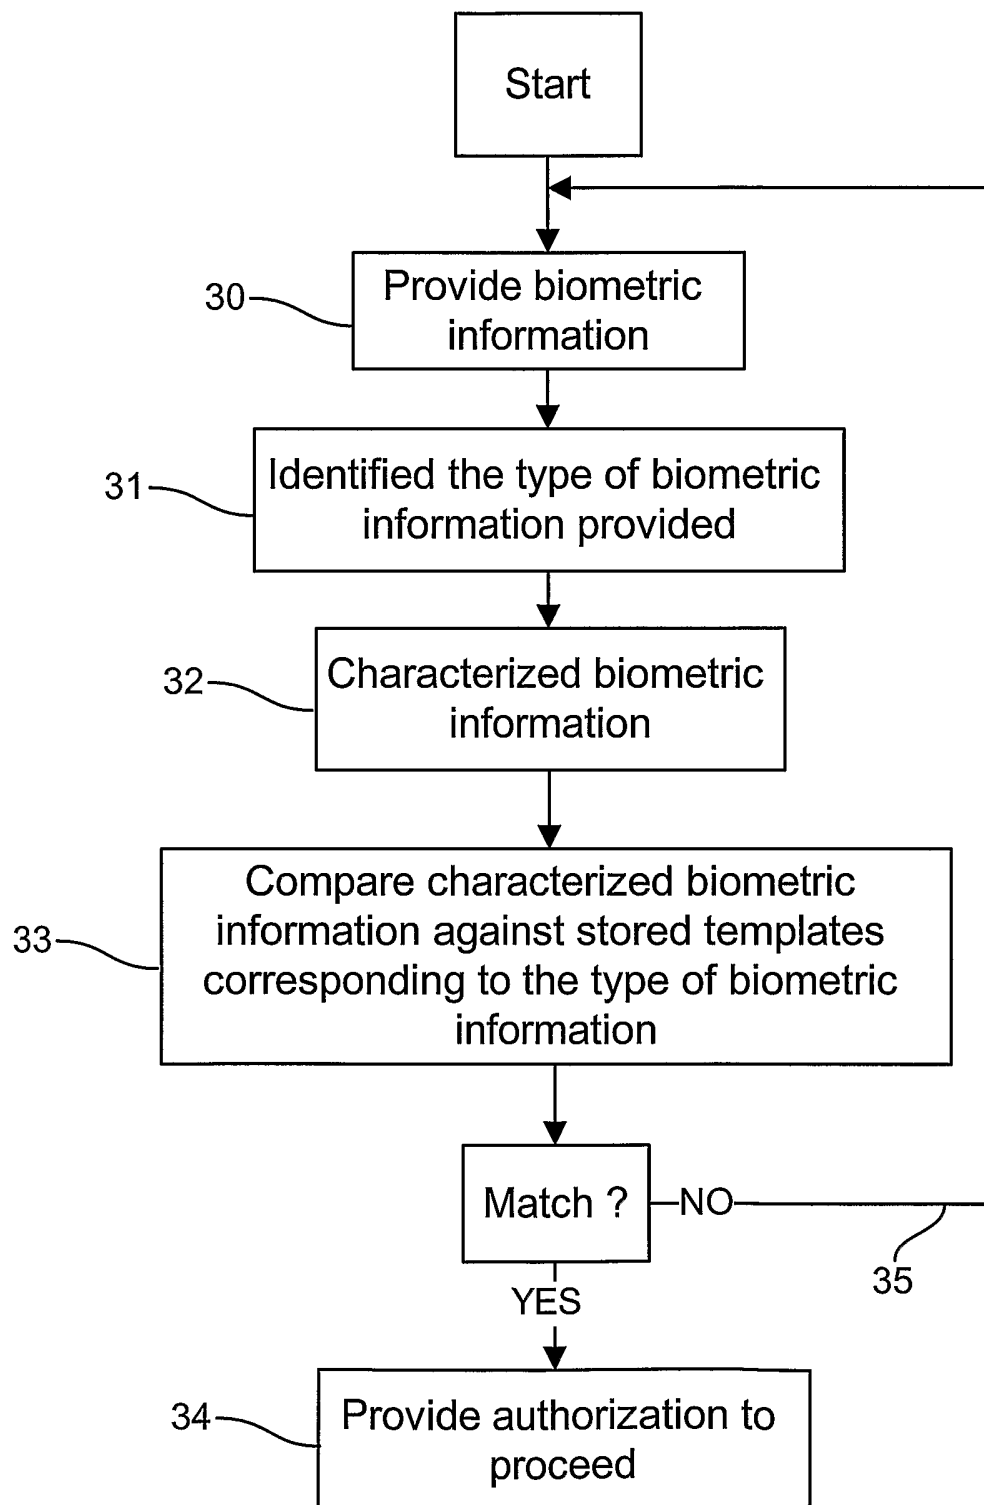 Start
30
Provide biometric
information
31
Identified the type of biometric
information provided
32
Characterized biometric
information
33
Compare characterized biometric
information against stored templates
corresponding to the type of biometric
information
Match ?
NO
35
YES
34
Provide authorization to
proceed